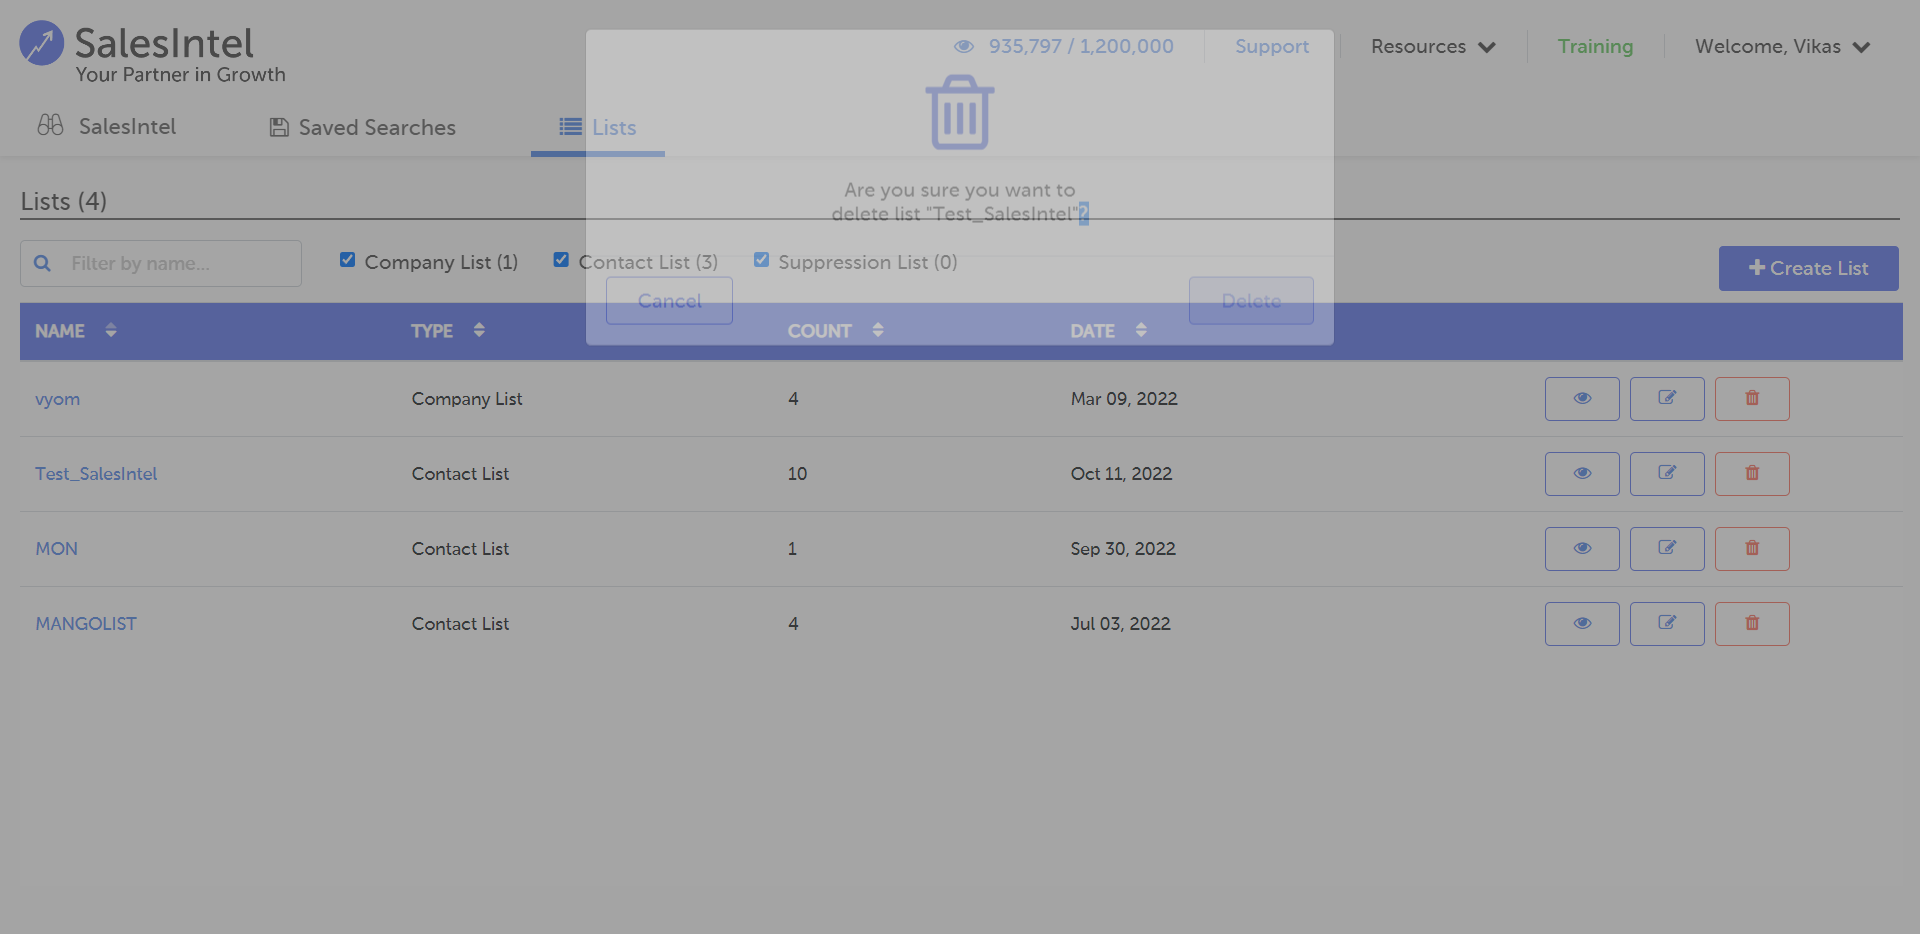 SalesIntel
Your Partner in Growth
935,797 / 1,200,000
Support
Resources
Training
Welcome, Vikas
SalesIntel
Saved Searches
Lists
Are you sure you want to
delete list "Test_SalesIntel"?
Lists (4)
Filter by name...
Company List (1)
Contact List (3)
Suppression List (0)
Create List
Cancel
Delete
NAME TYPE COUNT DATE
vyom Company List 4 Mar 09, 2022
Test_SalesIntel Contact List 10 Oct 11, 2022
MON Contact List 1 Sep 30, 2022
MANGOLIST Contact List 4 Jul 03, 2022